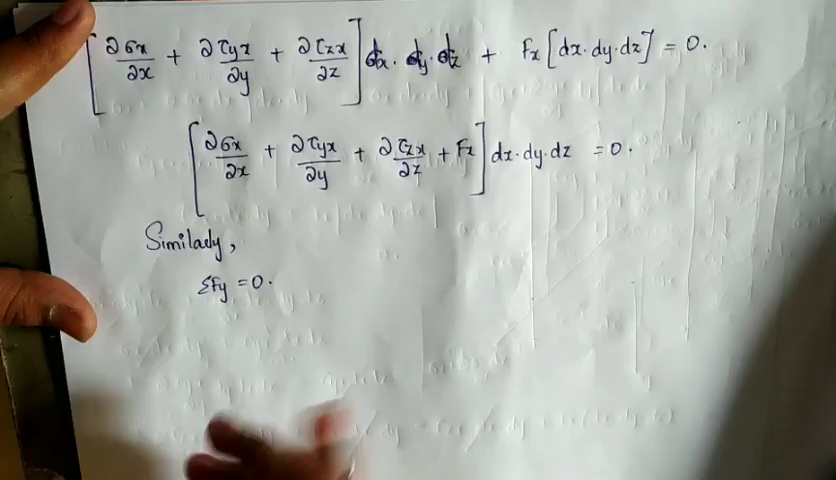 [∂σx/∂x + ∂τyx/∂y + ∂τzx/∂z] dx. dy. dz + Fx [dx.dy.dz] = 0.
[∂σx/∂x + ∂τyx/∂y + ∂τzx/∂z + Fx] dx.dy.dz = 0.
Similarly,
ΣFy = 0.